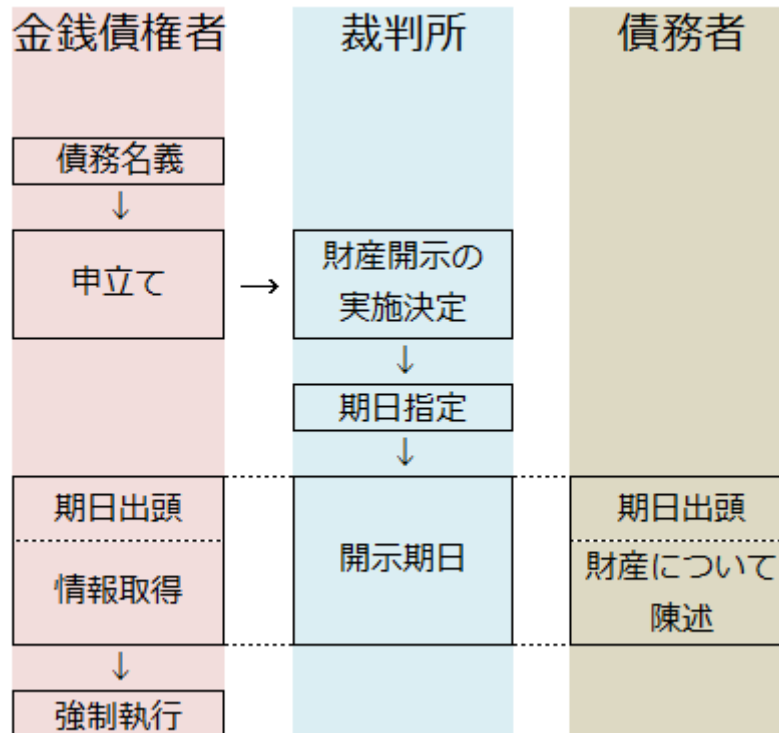 金銭債権者
裁判所
債務者
債務名義
↓
申立て
→
財産開示の
実施決定
↓
期日指定
↓
期日出頭
情報取得
開示期日
期日出頭
財産について
陳述
↓
強制執行